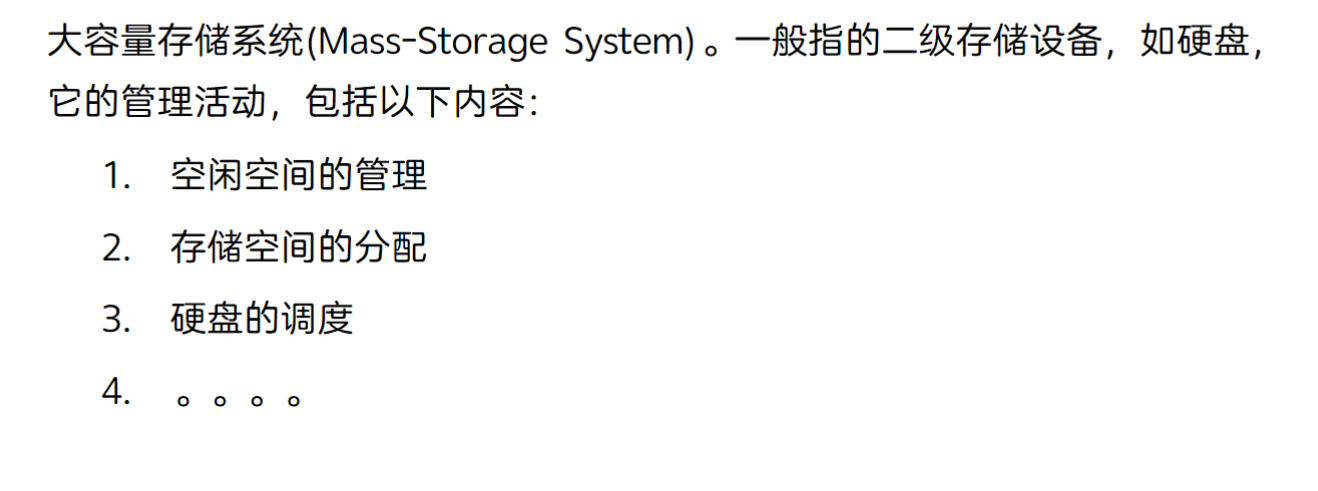 大容量存储系统(Mass-Storage System)。一般指的二级存储设备，如硬盘，
它的管理活动，包括以下内容：
1. 空闲空间的管理
2. 存储空间的分配
3. 硬盘的调度
4. 。。。。